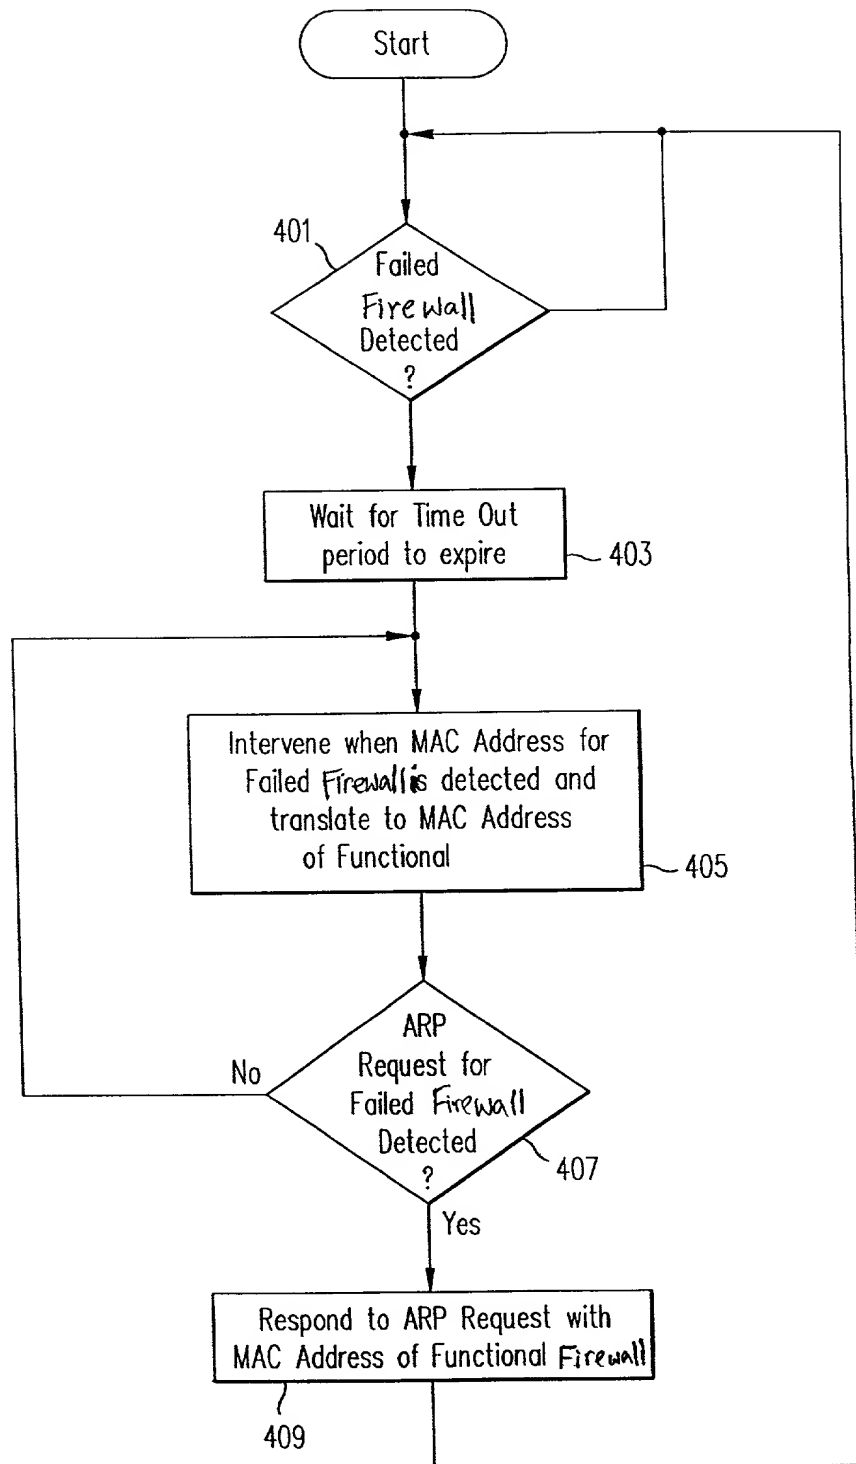 Start
401
Failed
Firewall
Detected
?
Wait for Time Out
period to expire
403
Intervene when MAC Address for
Failed Firewall is detected and
translate to MAC Address
of Functional
405
ARP
Request for
Failed Firewall
Detected
?
No
407
Yes
Respond to ARP Request with
MAC Address of Functional Firewall
409